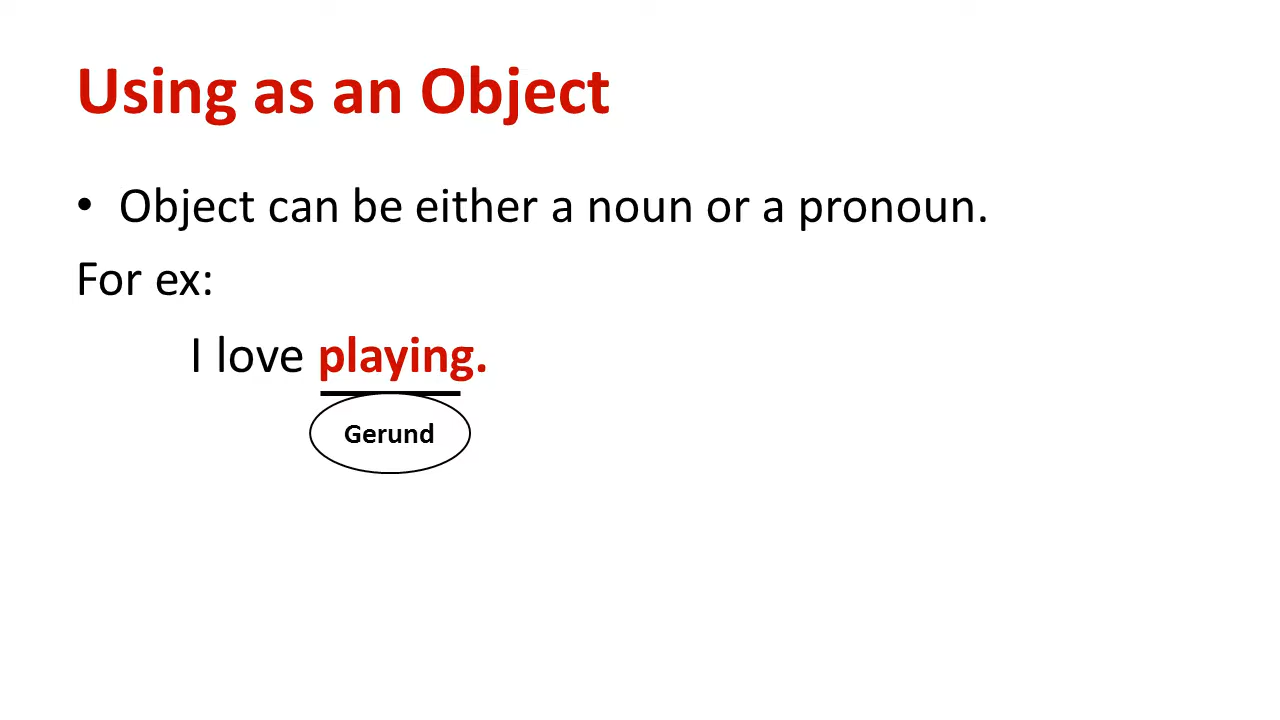 Using as an Object
• Object can be either a noun or a pronoun.
For ex:
I love playing.
Gerund